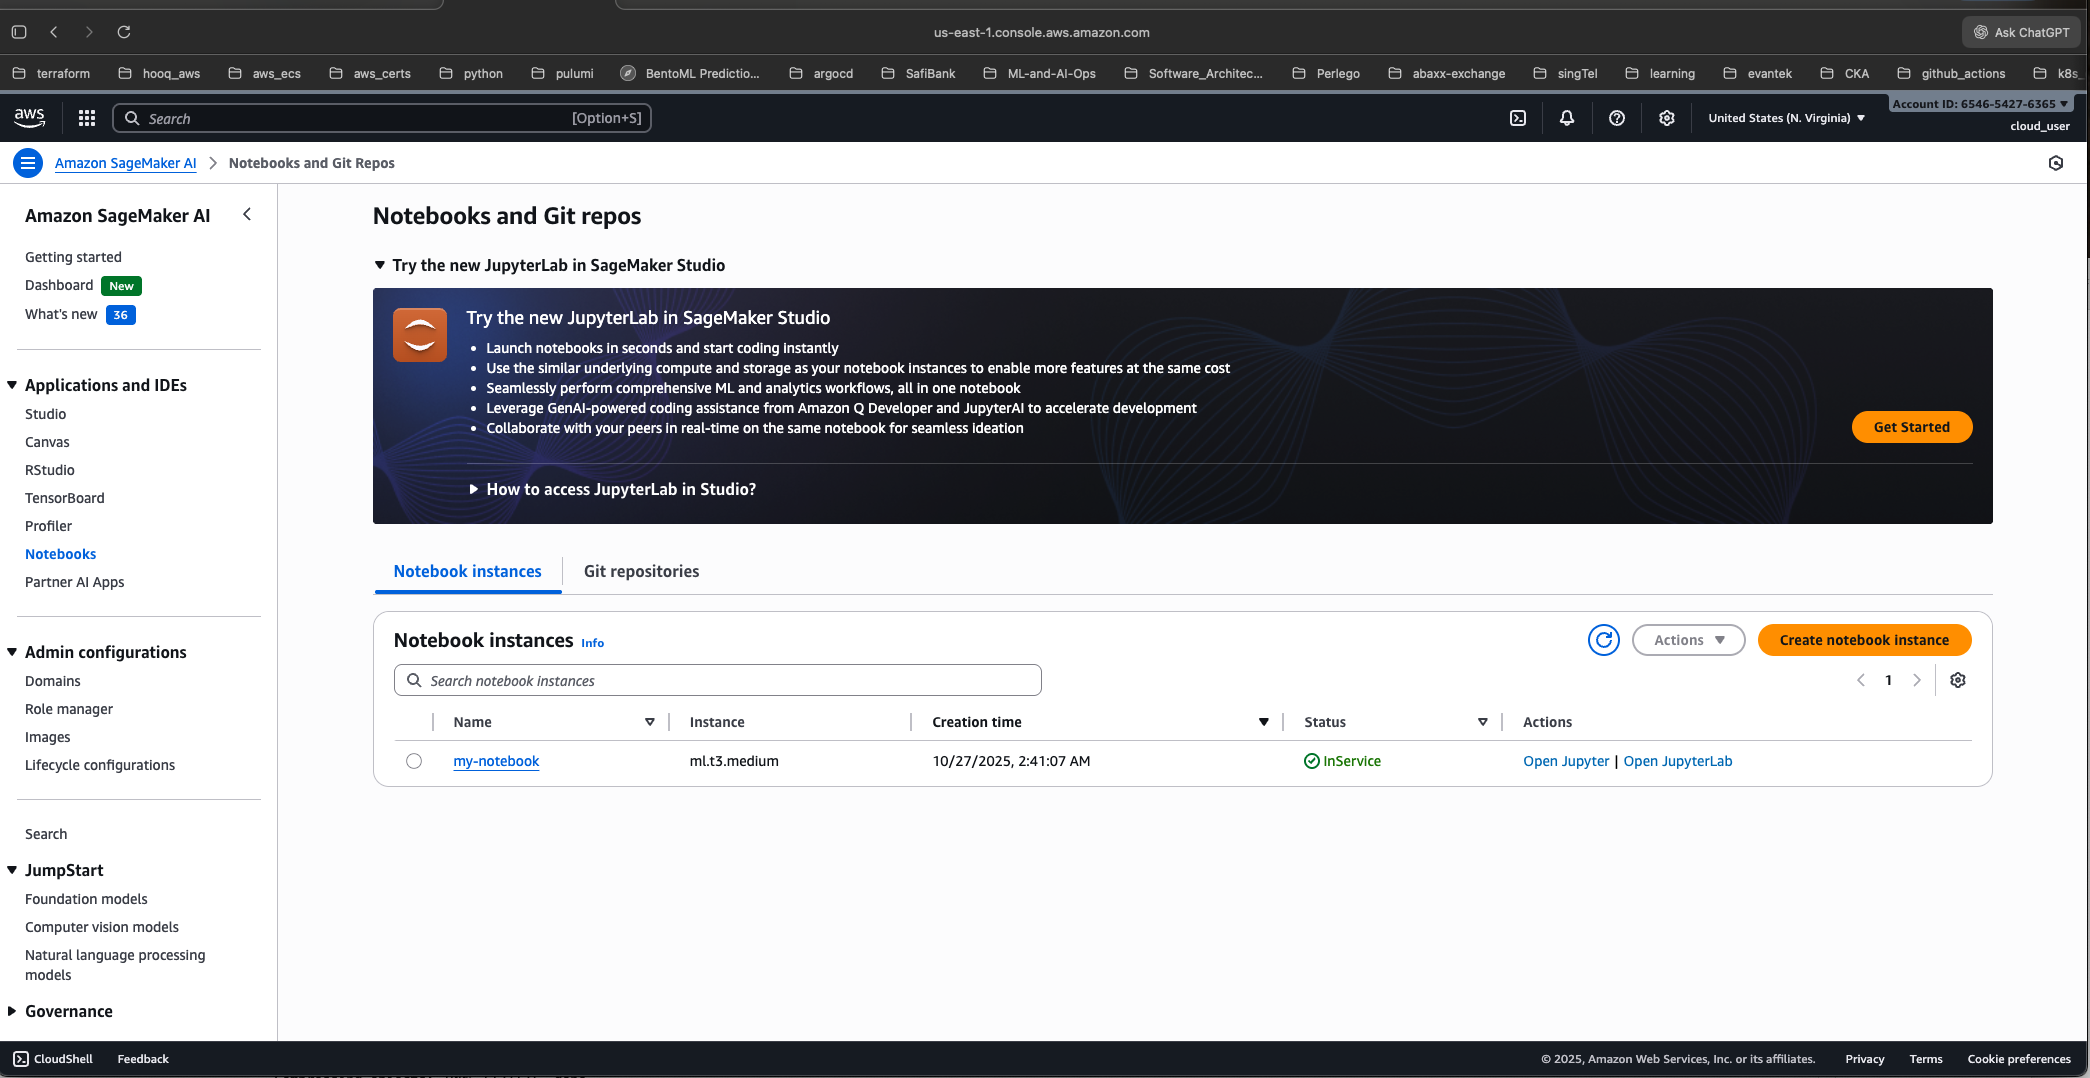 us-east-1.console.aws.amazon.com
Ask ChatGPT
terraform hooq_aws aws_ecs aws_certs python pulumi BentoML Predictio... argocd SafiBank ML-and-AI-Ops Software_Architec... Perlego abaxx-exchange singTel learning evantek CKA github_actions k8s_
aws
Search [Option+S]
United States (N. Virginia)
Account ID: 6546-5427-6365
cloud_user
Amazon SageMaker AI > Notebooks and Git Repos
Amazon SageMaker AI
Getting started
Dashboard New
What's new 36
Applications and IDEs
Studio
Canvas
RStudio
TensorBoard
Profiler
Notebooks
Partner AI Apps
Admin configurations
Domains
Role manager
Images
Lifecycle configurations
Search
JumpStart
Foundation models
Computer vision models
Natural language processing
models
Governance
Notebooks and Git repos
Try the new JupyterLab in SageMaker Studio
Try the new JupyterLab in SageMaker Studio
• Launch notebooks in seconds and start coding instantly
• Use the similar underlying compute and storage as your notebook instances to enable more features at the same cost
• Seamlessly perform comprehensive ML and analytics workflows, all in one notebook
• Leverage GenAI-powered coding assistance from Amazon Q Developer and JupyterAI to accelerate development
• Collaborate with your peers in real-time on the same notebook for seamless ideation
Get Started
How to access JupyterLab in Studio?
Notebook instances Git repositories
Notebook instances Info
Actions
Create notebook instance
Search notebook instances
1
Name Instance Creation time Status Actions
my-notebook ml.t3.medium 10/27/2025, 2:41:07 AM InService Open Jupyter | Open JupyterLab
CloudShell Feedback
© 2025, Amazon Web Services, Inc. or its affiliates. Privacy Terms Cookie preferences